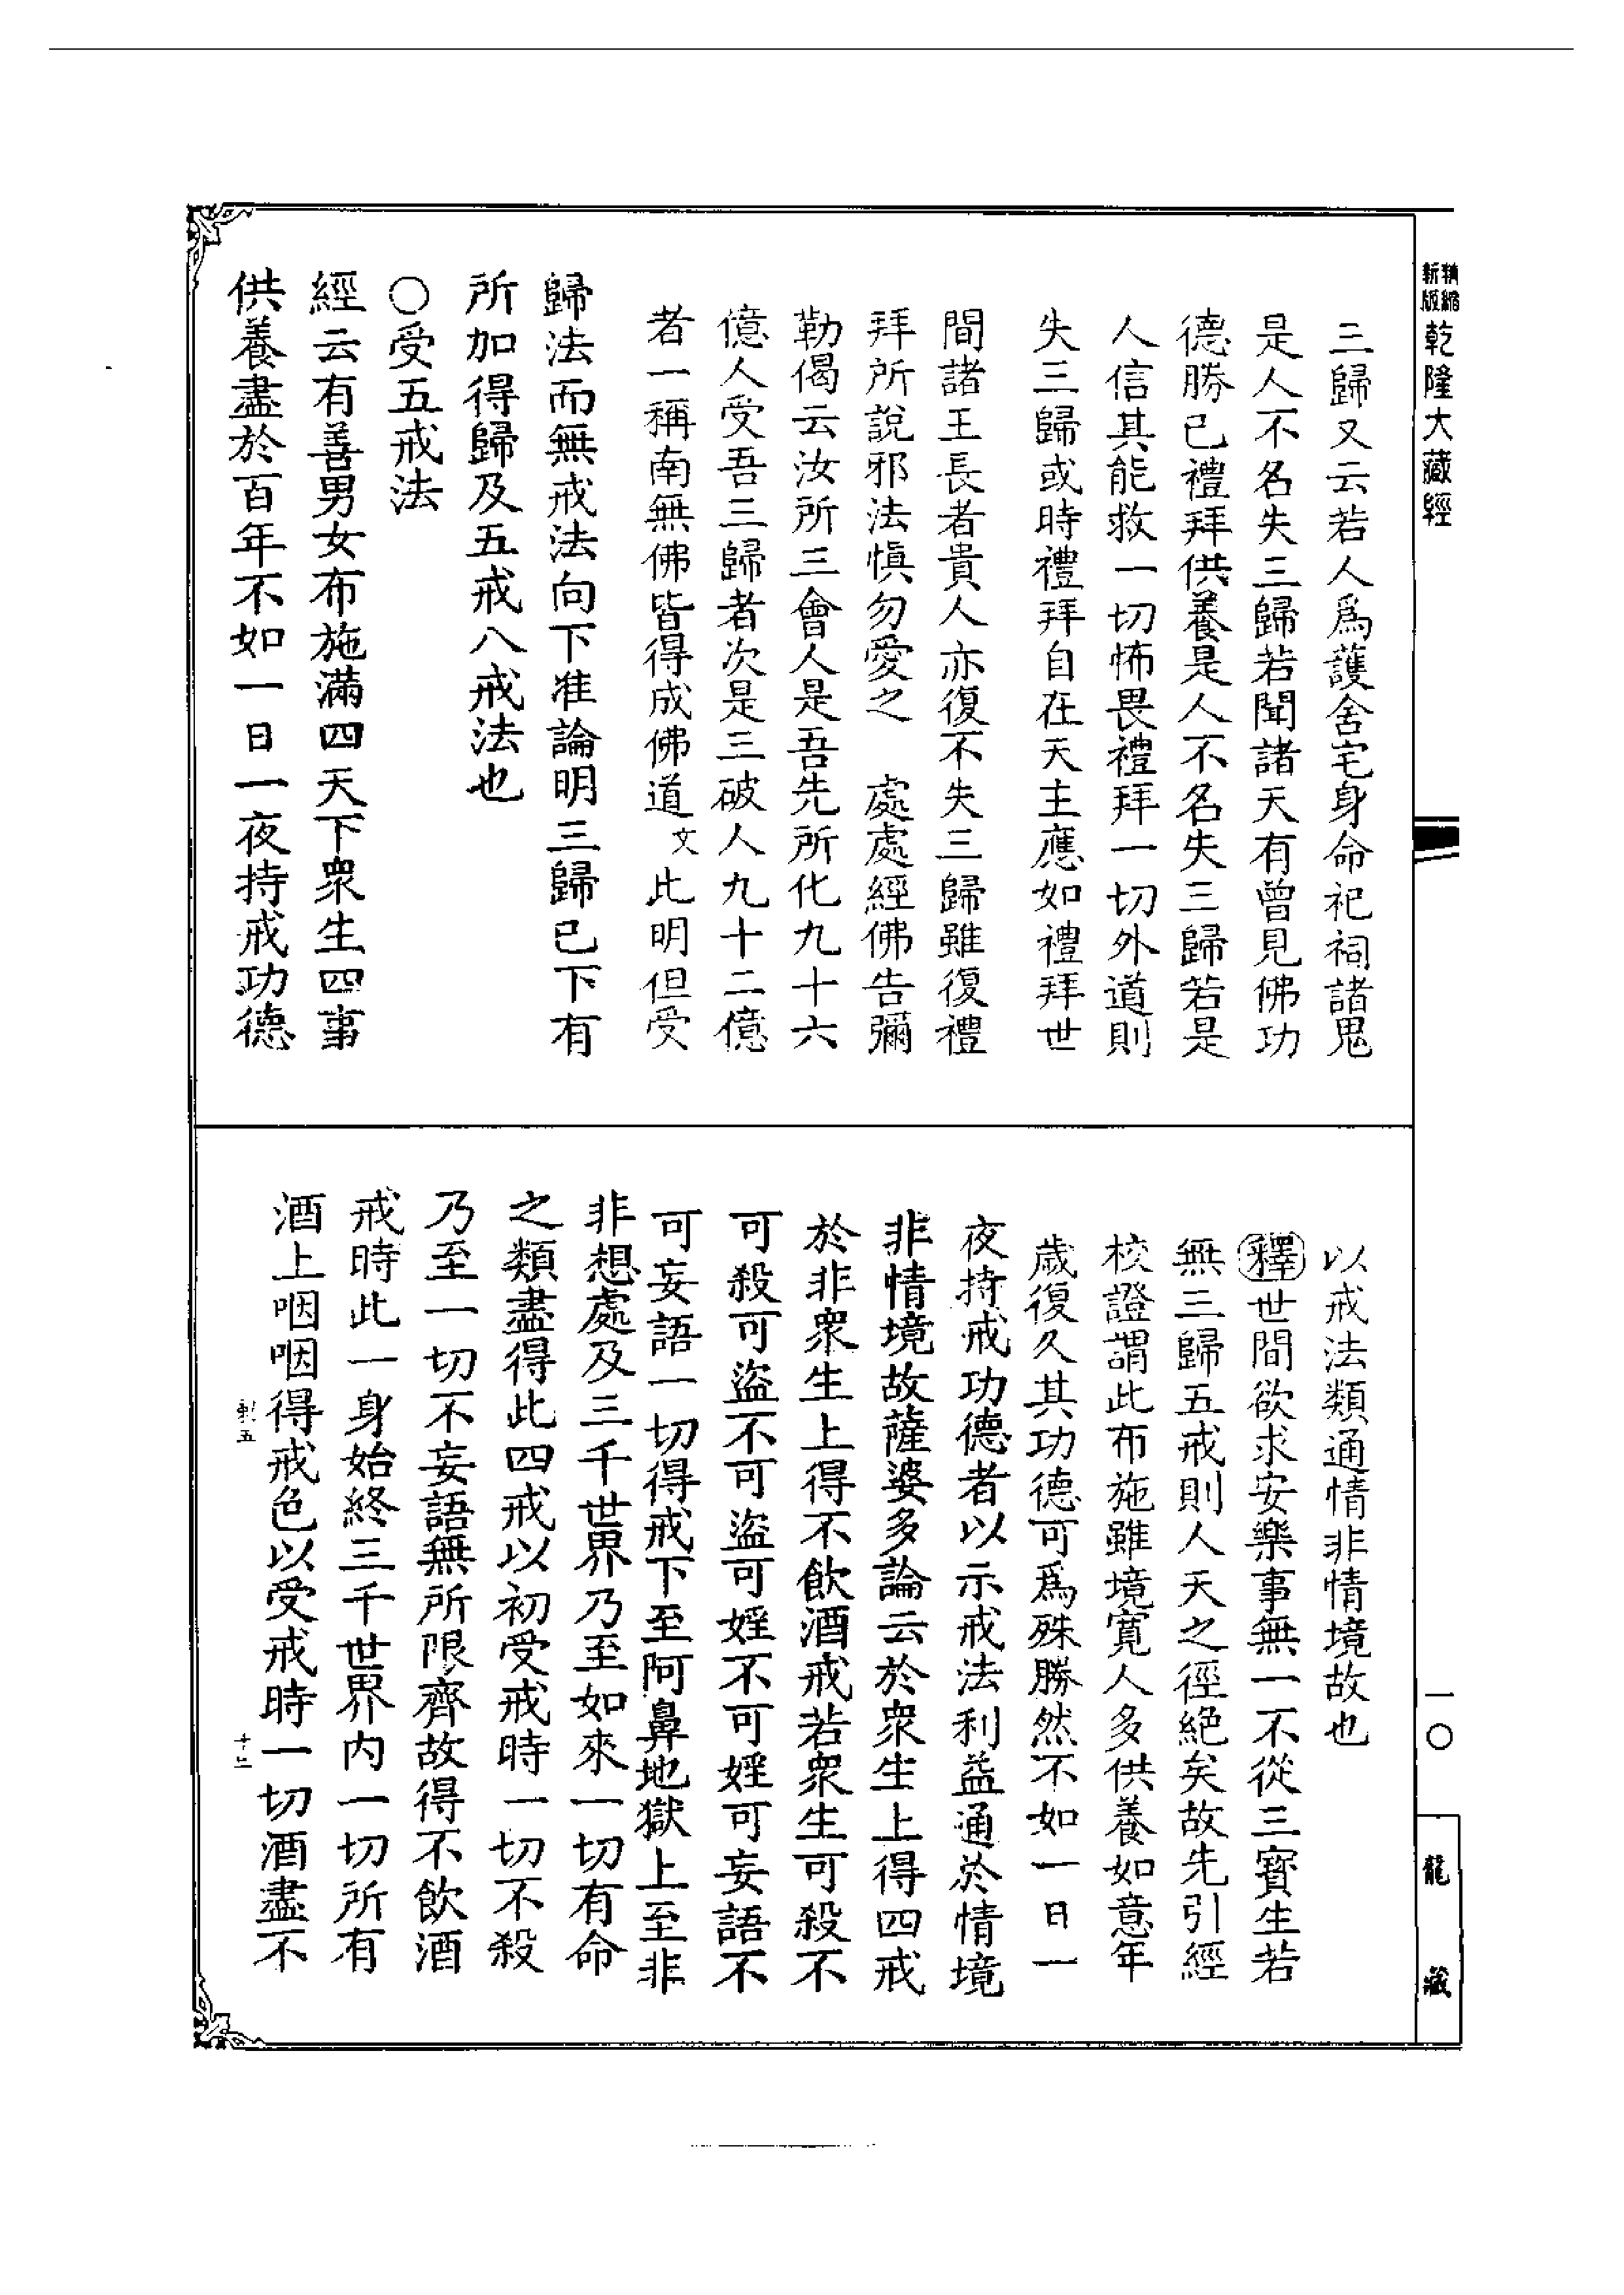 精縮
新版
乾隆大藏經
三歸又云若人爲護舍宅身命祀祠諸鬼
是人不名失三歸若聞諸天有曾見佛功
德勝已禮拜供養是人不名失三歸若是
人信其能救一切怖畏禮拜一切外道則
失三歸或時禮拜自在天主應如禮拜世
間諸王長者貴人亦復不失三歸雖復禮
拜所說邪法慎勿愛之 處處經佛告彌
勒偈云汝所三會人是吾先所化九十六
億人受吾三歸者次是三破人九十二億
者一稱南無佛皆得成佛道文此明但受
歸法而無戒法向下准論明三歸已下有
所加得歸及五戒八戒法也
○受五戒法
經云有善男女布施滿四天下衆生四事
供養盡於百年不如一日一夜持戒功德
以戒法類通情非情境故也
釋世間欲求安樂事無一不從三寶生若
無三歸五戒則人天之徑絕矣故先引經
校證謂此布施雖境寬人多供養如意年
歲復久其功德可爲殊勝然不如一日一
夜持戒功德者以示戒法利益通於情境
非情境故薩婆多論云於衆生上得四戒
於非衆生上得不飲酒戒若衆生可殺不
可殺可盜不可盜可婬不可婬可妄語不
可妄語一切得戒下至阿鼻地獄上至非
非想處及三千世界乃至如來一切有命
之類盡得此四戒以初受戒時一切不殺
乃至一切不妄語無所限齊故得不飲酒
戒時此一身始終三千世界内一切所有
酒上咽咽得戒色以受戒時一切酒盡不
一〇
龍藏